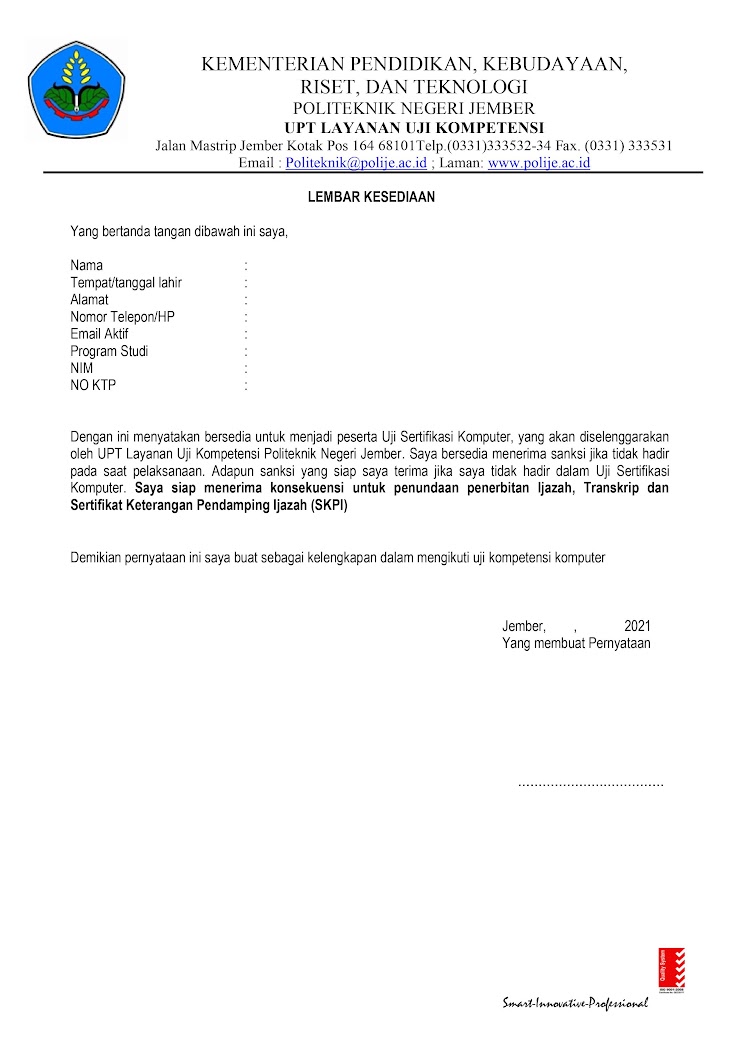 KEMENTERIAN PENDIDIKAN, KEBUDAYAAN,
RISET, DAN TEKNOLOGI
POLITEKNIK NEGERI JEMBER
UPT LAYANAN UJI KOMPETENSI
Jalan Mastrip Jember Kotak Pos 164 68101Telp.(0331)333532-34 Fax. (0331) 333531
Email : Politeknik@polije.ac.id ; Laman: www.polije.ac.id
LEMBAR KESEDIAAN
Yang bertanda tangan dibawah ini saya,
Nama :
Tempat/tanggal lahir :
Alamat :
Nomor Telepon/HP :
Email Aktif :
Program Studi :
NIM :
NO KTP :
Dengan ini menyatakan bersedia untuk menjadi peserta Uji Sertifikasi Komputer, yang akan diselenggarakan
oleh UPT Layanan Uji Kompetensi Politeknik Negeri Jember. Saya bersedia menerima sanksi jika tidak hadir
pada saat pelaksanaan. Adapun sanksi yang siap saya terima jika saya tidak hadir dalam Uji Sertifikasi
Komputer. Saya siap menerima konsekuensi untuk penundaan penerbitan Ijazah, Transkrip dan
Sertifikat Keterangan Pendamping Ijazah (SKPI)
Demikian pernyataan ini saya buat sebagai kelengkapan dalam mengikuti uji kompetensi komputer
Jember, , 2021
Yang membuat Pernyataan
....................................
Quality System
ISO 9001:2008
Smart-Innovative-Professional